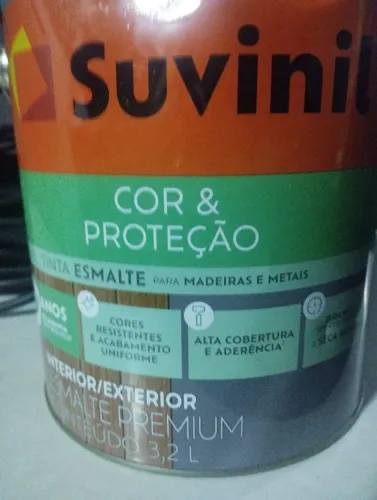 Suvinil
COR &
PROTEÇÃO
TINTA ESMALTE PARA MADEIRAS E METAIS
ANOS
CORES
RESISTENTES
E ACABAMENTO
UNIFORME
ALTA COBERTURA
E ADERÊNCIA
INTERIOR/EXTERIOR
ESMALTE PREMIUM
CONTEÚDO 3,2 L